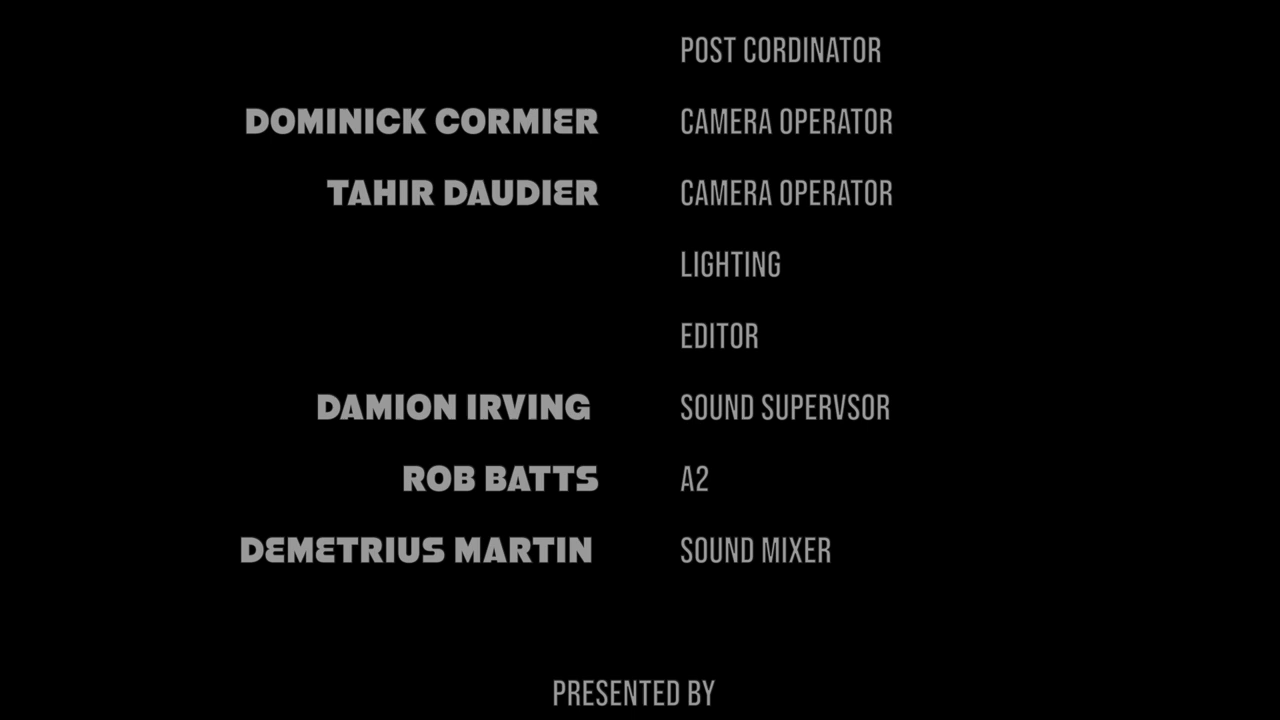 POST CORDINATOR
DOMINICK CORMIER CAMERA OPERATOR
TAHIR DAUDIER CAMERA OPERATOR
LIGHTING
EDITOR
DAMION IRVING SOUND SUPERVSOR
ROB BATTS A2
DEMETRIUS MARTIN SOUND MIXER
PRESENTED BY